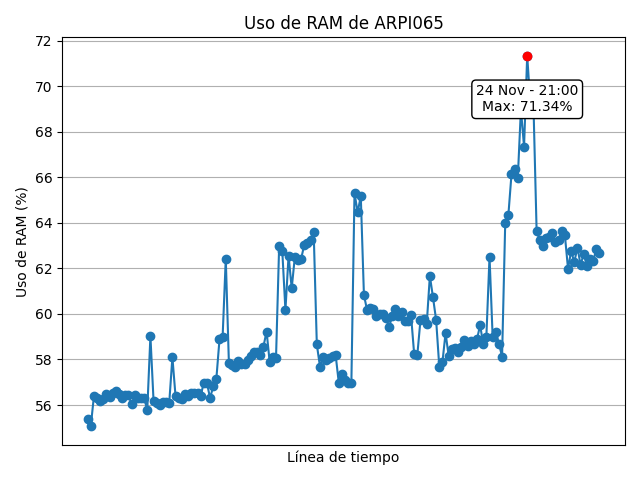 Uso de RAM de ARPI065
72
70
68
66
64
62
60
58
56
Uso de RAM (%)
24 Nov - 21:00
Max: 71.34%
Línea de tiempo